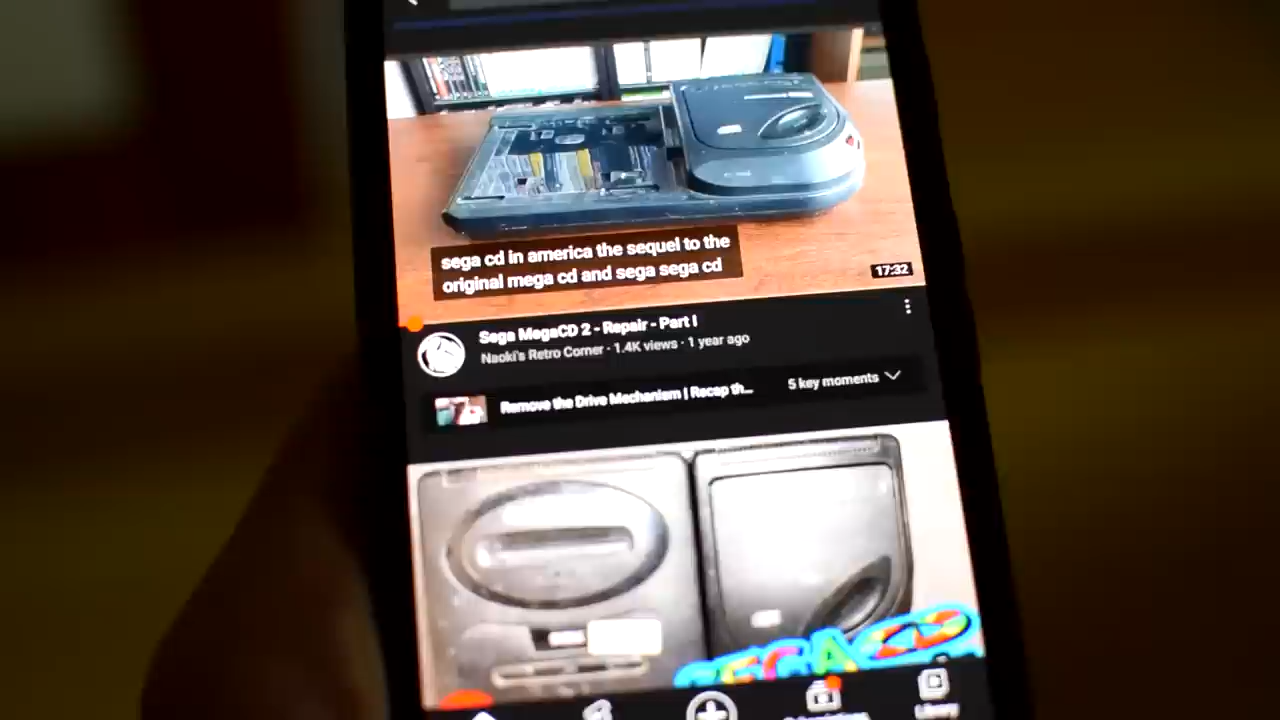 sega cd in america the sequel to the
original mega cd and sega sega cd
17:32
Sega MegaCD 2 - Repair - Part I
Naoki's Retro Corner · 1.4K views · 1 year ago
Remove the Drive Mechanism | Recap th...
5 key moments
SEGA CD
Library